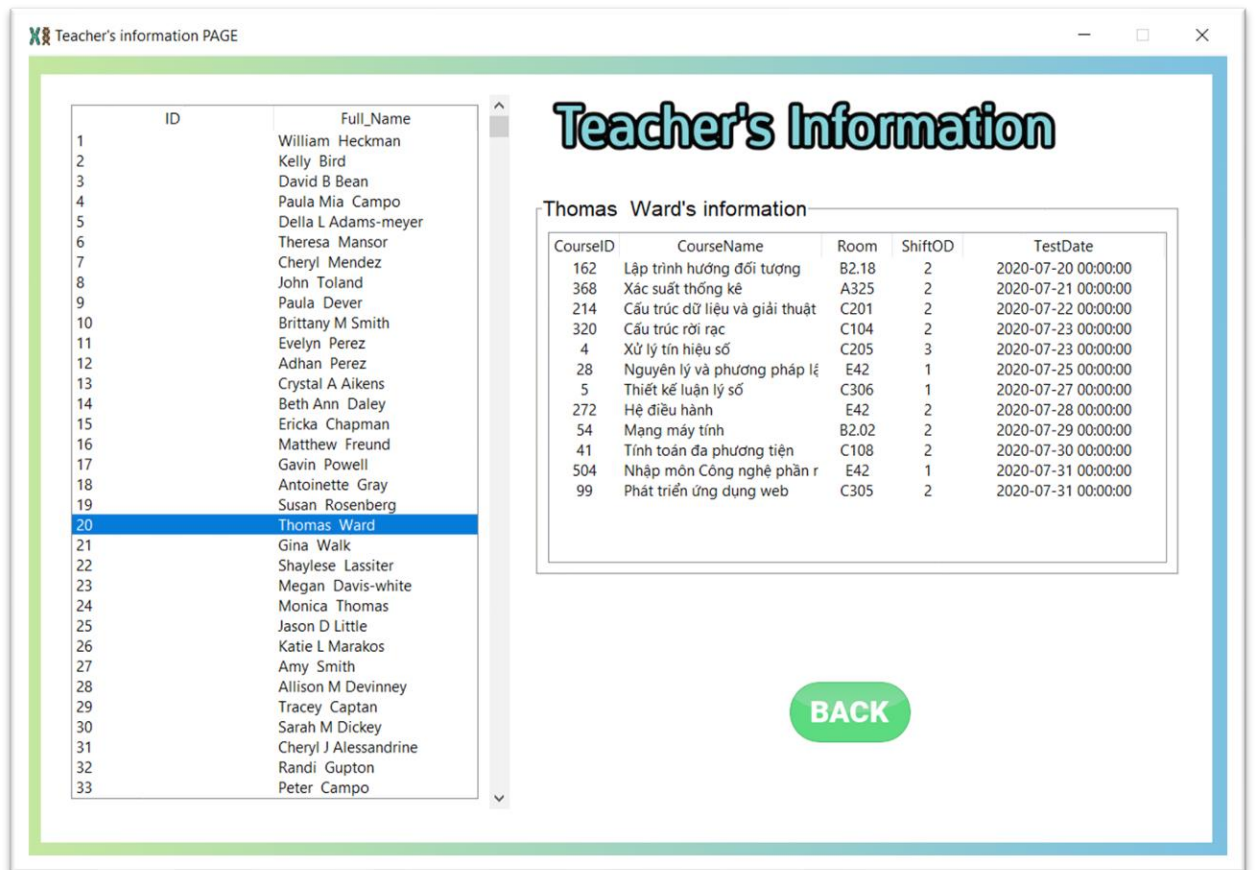 Teacher's information PAGE
ID Full_Name
1 William Heckman
2 Kelly Bird
3 David B Bean
4 Paula Mia Campo
5 Della L Adams-meyer
6 Theresa Mansor
7 Cheryl Mendez
8 John Toland
9 Paula Dever
10 Brittany M Smith
11 Evelyn Perez
12 Adhan Perez
13 Crystal A Aikens
14 Beth Ann Daley
15 Ericka Chapman
16 Matthew Freund
17 Gavin Powell
18 Antoinette Gray
19 Susan Rosenberg
20 Thomas Ward
21 Gina Walk
22 Shaylese Lassiter
23 Megan Davis-white
24 Monica Thomas
25 Jason D Little
26 Katie L Marakos
27 Amy Smith
28 Allison M Devinney
29 Tracey Captan
30 Sarah M Dickey
31 Cheryl J Alessandrine
32 Randi Gupton
33 Peter Campo
Teacher's Information
Thomas Ward's information
CourseID CourseName Room ShiftOD TestDate
162 Lập trình hướng đối tượng B2.18 2 2020-07-20 00:00:00
368 Xác suất thống kê A325 2 2020-07-21 00:00:00
214 Cấu trúc dữ liệu và giải thuật C201 2 2020-07-22 00:00:00
320 Cấu trúc rời rạc C104 2 2020-07-23 00:00:00
4 Xử lý tín hiệu số C205 3 2020-07-23 00:00:00
28 Nguyên lý và phương pháp E42 1 2020-07-25 00:00:00
5 Thiết kế luận lý số C306 1 2020-07-27 00:00:00
272 Hệ điều hành E42 2 2020-07-28 00:00:00
54 Mạng máy tính B2.02 2 2020-07-29 00:00:00
41 Tính toán đa phương tiện C108 2 2020-07-30 00:00:00
504 Nhập môn Công nghệ phần E42 1 2020-07-31 00:00:00
99 Phát triển ứng dụng web C305 2 2020-07-31 00:00:00
BACK